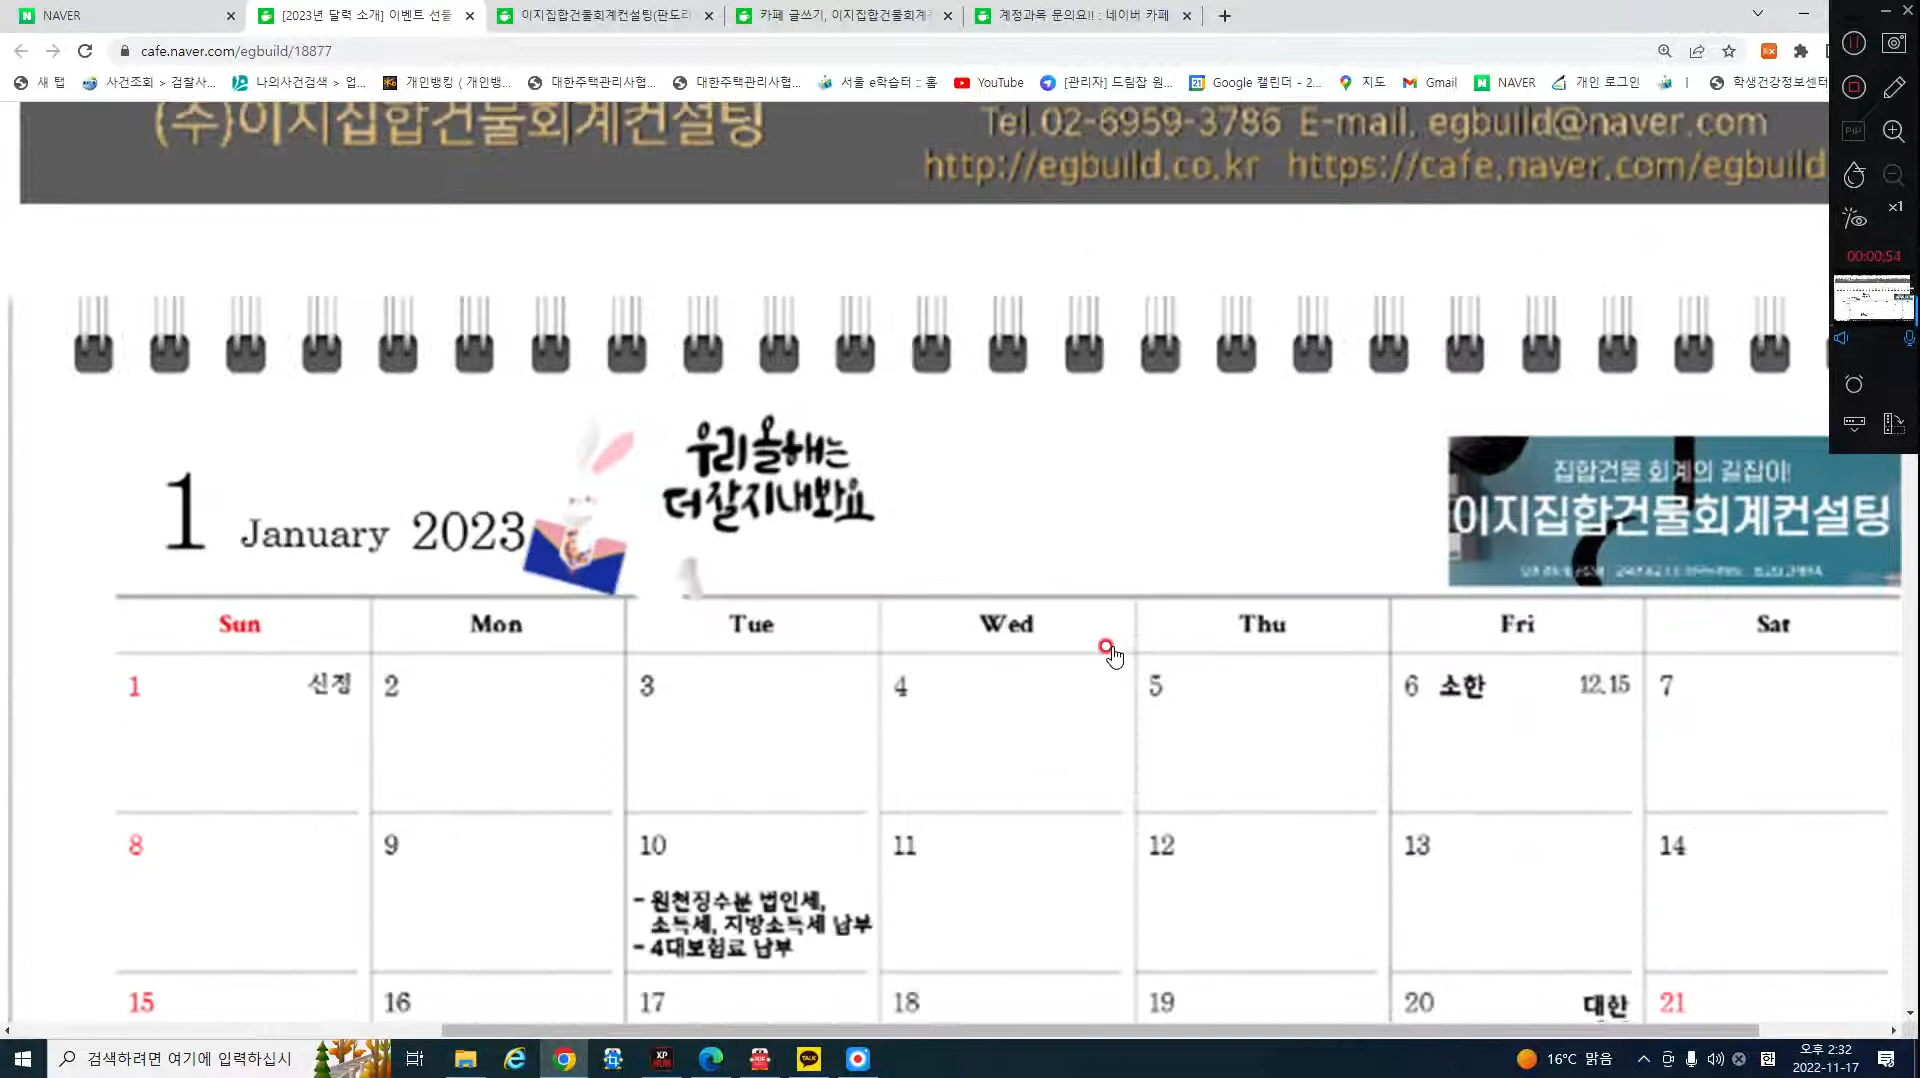 NAVER
[2023년 달력 소개] 이벤트 선물
이지집합건물회계컨설팅(판도라
카페 글쓰기, 이지집합건물회계
계정과목 문의요!! : 네이버 카페
cafe.naver.com/egbuild/18877
새 탭
사건조회 > 검찰사...
나의사건검색 > 업...
개인뱅킹 ( 개인뱅...
대한주택관리사협...
대한주택관리사협...
서울 e학습터 :: 홈
YouTube
[관리자] 드림잡 원...
Google 캘린더 - 2...
지도
Gmail
NAVER
개인 로그인
학생건강정보센터
(주)이지집합건물회계컨설팅
Tel.02-6959-3786 E-mail. egbuild@naver.com
http://egbuild.co.kr https://cafe.naver.com/egbuild
PIP
x1
00:00:54
우리올해는
더잘지내봐요
1 January 2023
집합건물 회계의 길잡이!
이지집합건물회계컨설팅
Sun Mon Tue Wed Thu Fri Sat
1 신정 2 3 4 5 6 소한 12.15 7
8 9 10 11 12 13 14
- 원천징수분 법인세,
소득세, 지방소득세 납부
- 4대보험료 납부
15 16 17 18 19 20 대한 21
검색하려면 여기에 입력하십시
XP
TALK
16°C 맑음
오후 2:32
2022-11-17